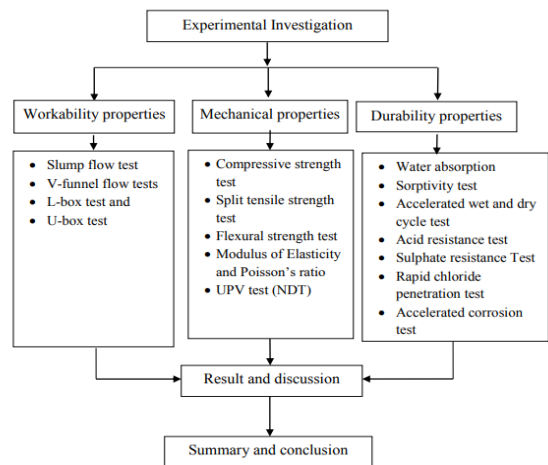 Experimental Investigation
Workability properties
Mechanical properties
Durability properties
• Slump flow test
• V-funnel flow tests
• L-box test and
• U-box test
• Compressive strength
test
• Split tensile strength
test
• Flexural strength test
• Modulus of Elasticity
and Poisson's ratio
• UPV test (NDT)
• Water absorption
• Sorptivity test
• Accelerated wet and dry
cycle test
• Acid resistance test
• Sulphate resistance Test
• Rapid chloride
penetration test
• Accelerated corrosion
test
Result and discussion
Summary and conclusion